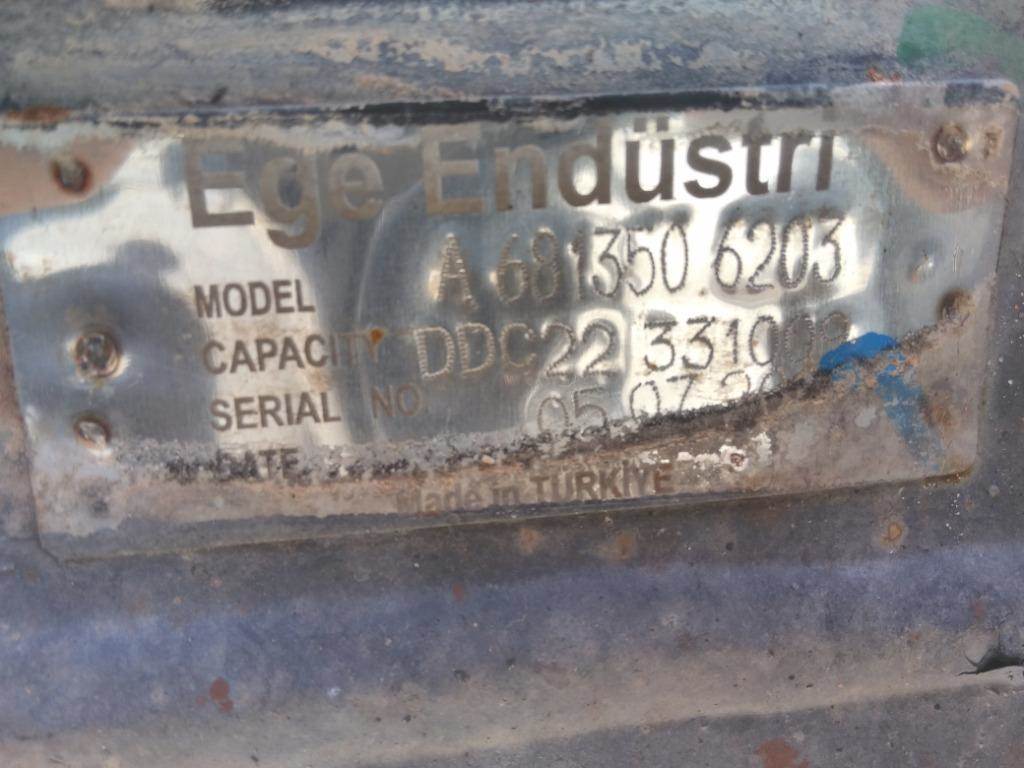 Ege Endüstri
MODEL A 681350 6203
CAPACITY
SERIAL NO DDC22
DATE 05.07
Made in TÜRKİYE